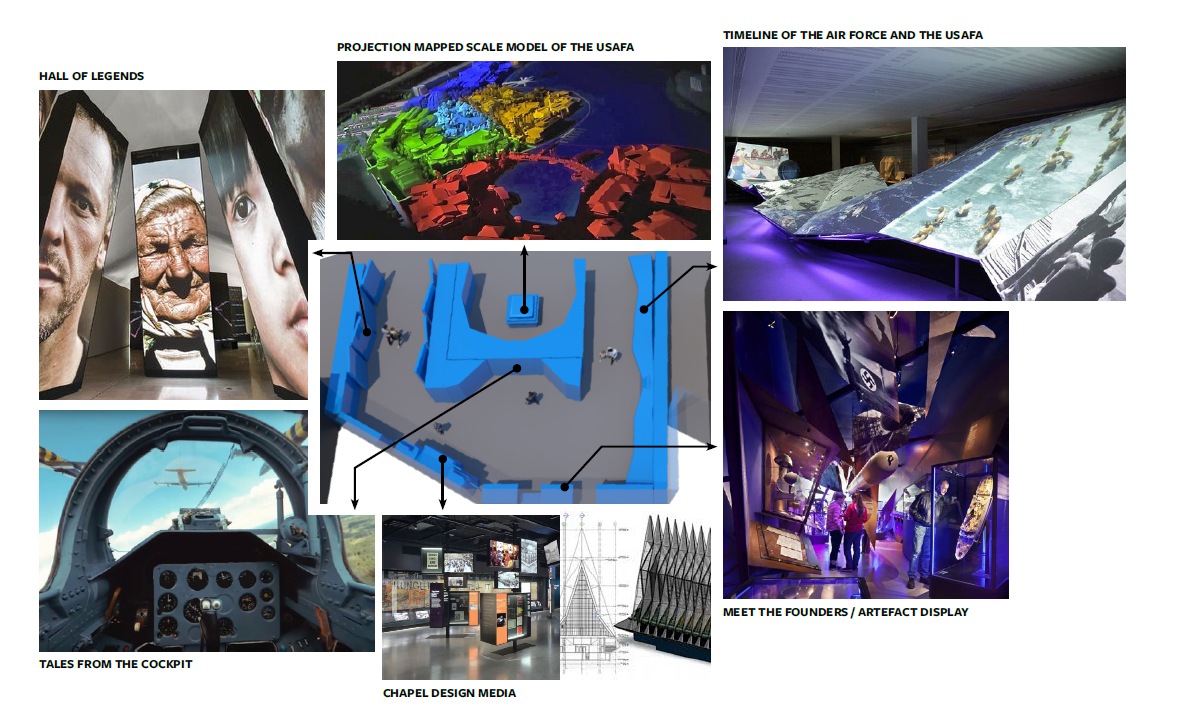 TIMELINE OF THE AIR FORCE AND THE USAFA
PROJECTION MAPPED SCALE MODEL OF THE USAFA
HALL OF LEGENDS
MEET THE FOUNDERS / ARTEFACT DISPLAY
TALES FROM THE COCKPIT
CHAPEL DESIGN MEDIA